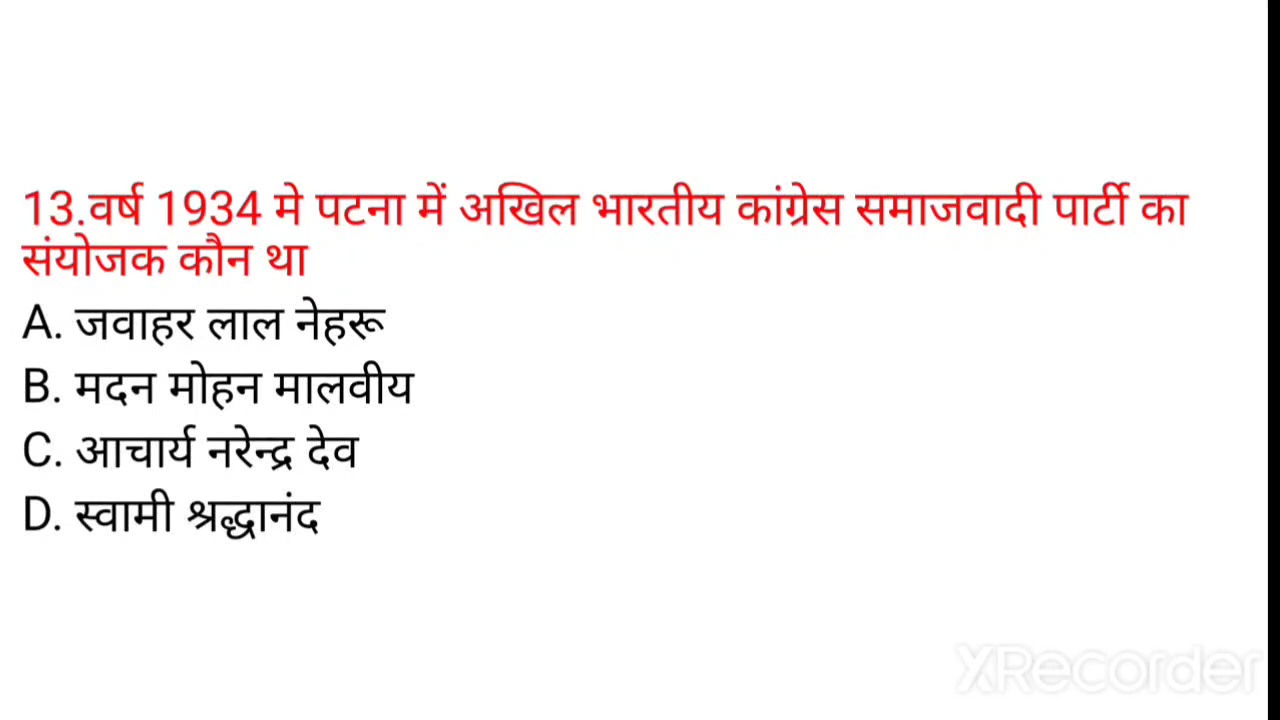 13.वर्ष 1934 मे पटना में अखिल भारतीय कांग्रेस समाजवादी पार्टी का
संयोजक कौन था
A. जवाहर लाल नेहरू
B. मदन मोहन मालवीय
C. आचार्य नरेन्द्र देव
D. स्वामी श्रद्धानंद
XRecorder